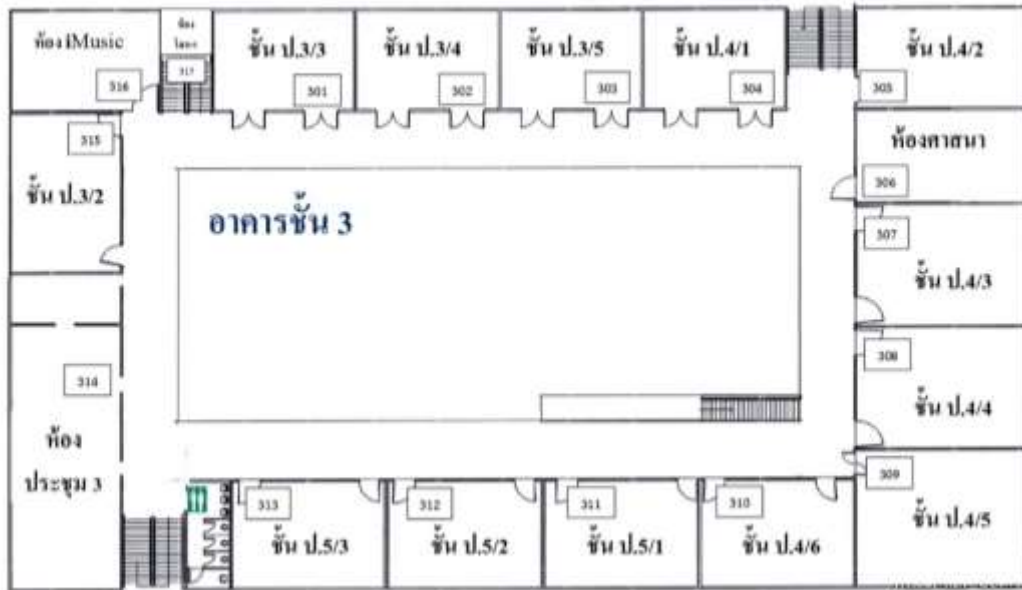 ห้อง IMusic
316
ห้อง
317
ชั้น ป.3/3
301
ชั้น ป.3/4
302
ชั้น ป.3/5
303
ชั้น ป.4/1
304
ชั้น ป.4/2
305
315
ชั้น ป.3/2
ห้องศาสนา
306
อาคารชั้น 3
307
ชั้น ป.4/3
314
ห้อง
ประชุม 3
308
ชั้น ป.4/4
309
ชั้น ป.4/5
313
ชั้น ป.5/3
312
ชั้น ป.5/2
311
ชั้น ป.5/1
310
ชั้น ป.4/6